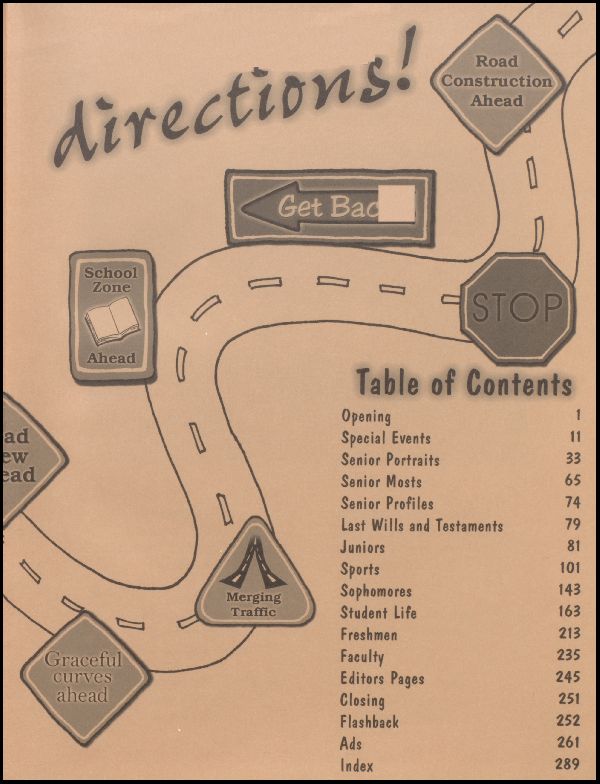 directions!
Road
Construction
Ahead
Get Bac
School
Zone
Ahead
STOP
Table of Contents
Opening 1
Special Events 11
Senior Portraits 33
Senior Mosts 65
Senior Profiles 74
Last Wills and Testaments 79
Juniors 81
Sports 101
Sophomores 143
Student Life 163
Freshmen 213
Faculty 235
Editors Pages 245
Closing 251
Flashback 252
Ads 261
Index 289
ad
ew
ead
Merging
Traffic
Graceful
curves
ahead